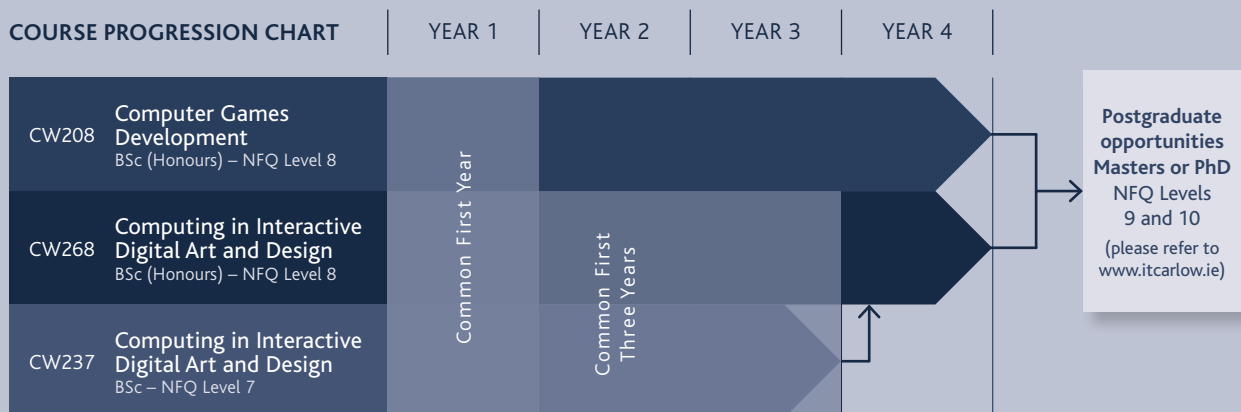 COURSE PROGRESSION CHART
YEAR 1
YEAR 2
YEAR 3
YEAR 4
CW208
Computer Games
Development
BSc (Honours) – NFQ Level 8
CW268
Computing in Interactive
Digital Art and Design
BSc (Honours) – NFQ Level 8
CW237
Computing in Interactive
Digital Art and Design
BSc – NFQ Level 7
Common First Year
Common First
Three Years
Postgraduate
opportunities
Masters or PhD
NFQ Levels
9 and 10
(please refer to
www.itcarlow.ie)